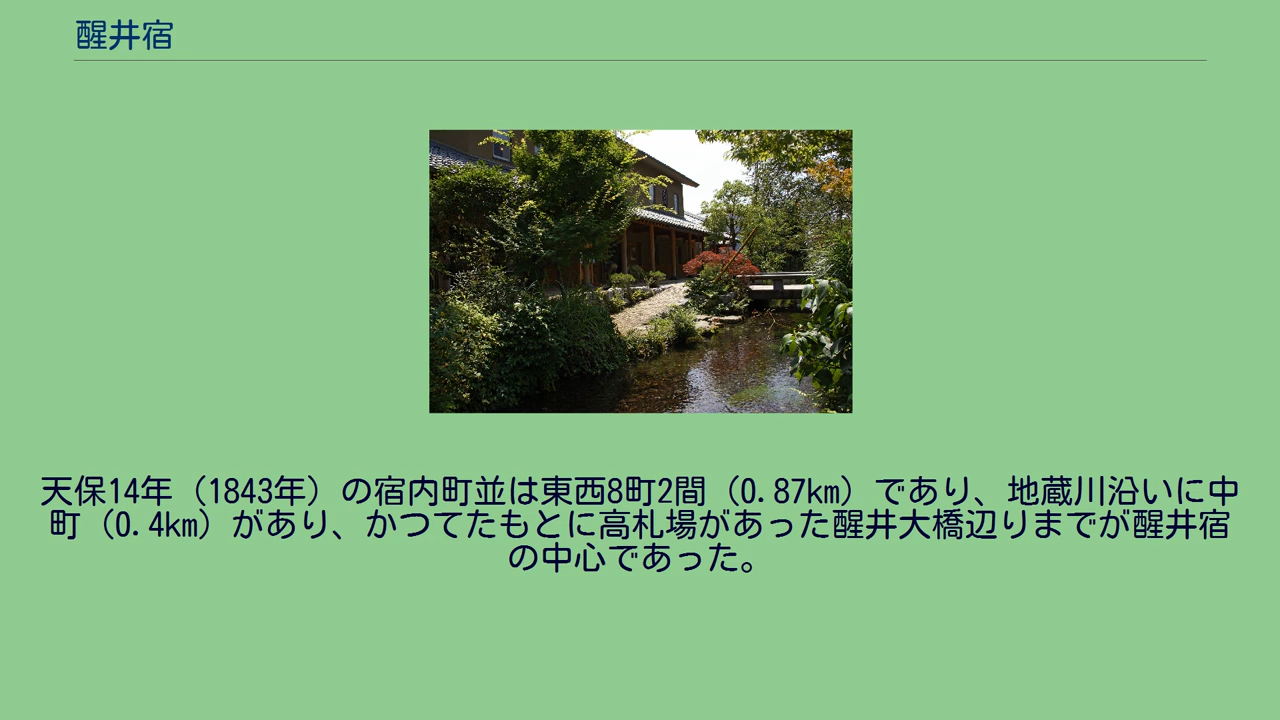 醒井宿
天保14年（1843年）の宿内町並は東西8町2間（0.87km）であり、地蔵川沿いに中
町（0.4km）があり、かつてたもとに高札場があった醒井大橋辺りまでが醒井宿
の中心であった。